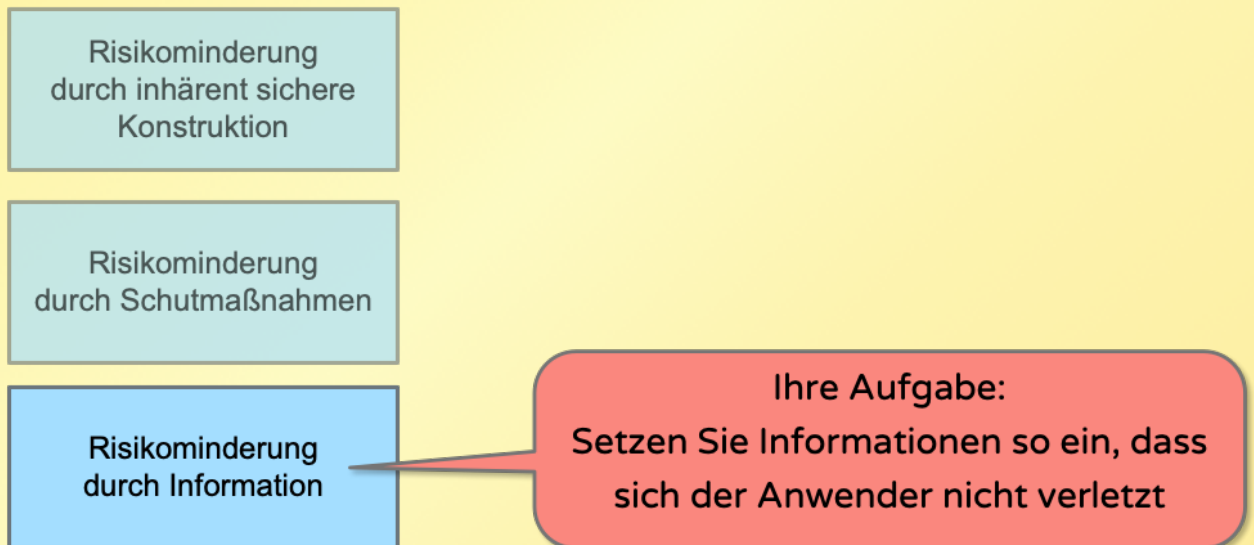 Risikominderung
durch inhärent sichere
Konstruktion
Risikominderung
durch Schutmaßnahmen
Risikominderung
durch Information
Ihre Aufgabe:
Setzen Sie Informationen so ein, dass
sich der Anwender nicht verletzt